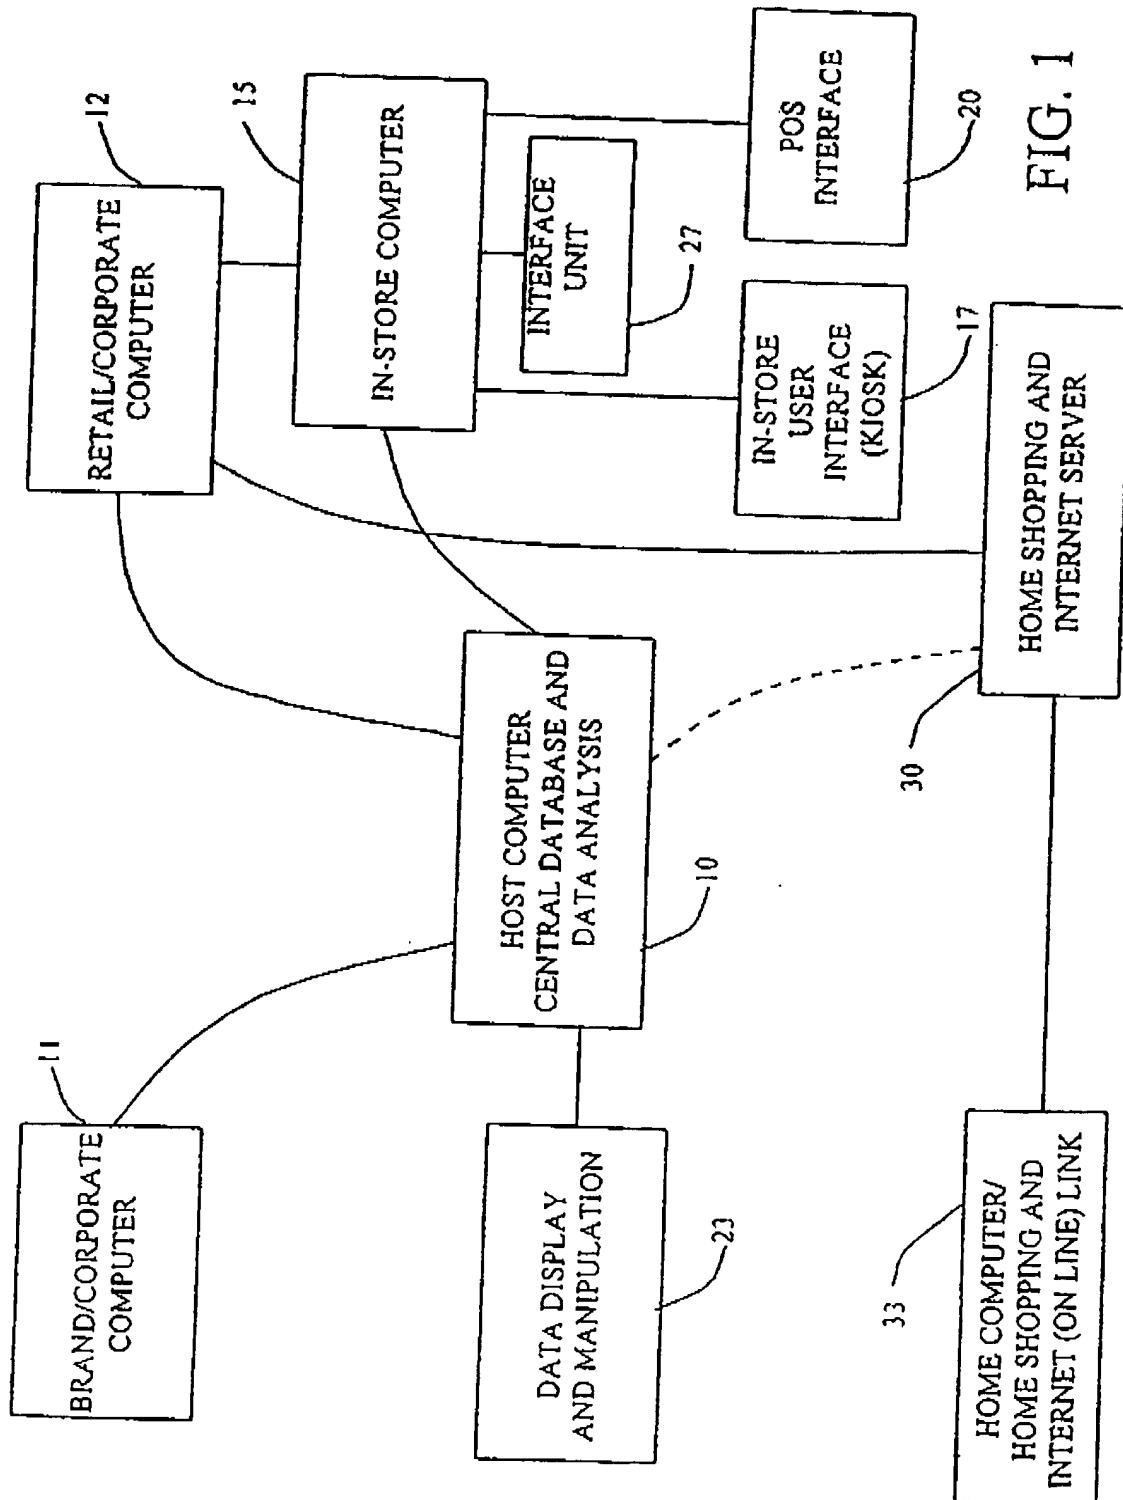 11
BRAND/CORPORATE
COMPUTER
12
RETAIL/CORPORATE
COMPUTER
15
IN-STORE COMPUTER
HOST COMPUTER
CENTRAL DATABASE AND
DATA ANALYSIS
10
DATA DISPLAY
AND MANIPULATION
23
INTERFACE
UNIT
27
IN-STORE
USER
INTERFACE
(KIOSK)
17
POS
INTERFACE
20
33
HOME COMPUTER/
HOME SHOPPING AND
INTERNET (ON LINE) LINK
30
HOME SHOPPING AND
INTERNET SERVER
FIG. 1